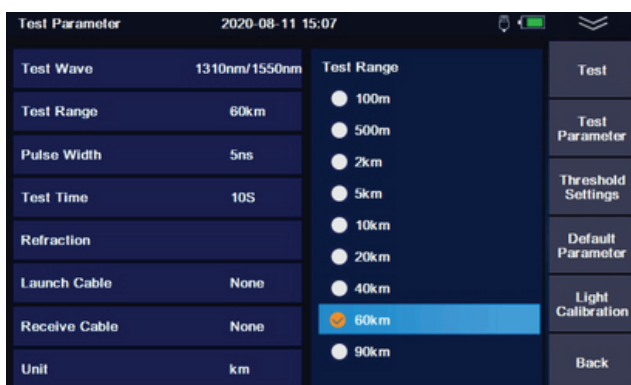 Test Parameter 2020-08-11 15:07
Test Wave 1310nm/1550nm
Test Range 60km
Pulse Width 5ns
Test Time 10S
Refraction
Launch Cable None
Receive Cable None
Unit km
Test Range
100m
500m
2km
5km
10km
20km
40km
60km
90km
Test
Test
Parameter
Threshold
Settings
Default
Parameter
Light
Calibration
Back